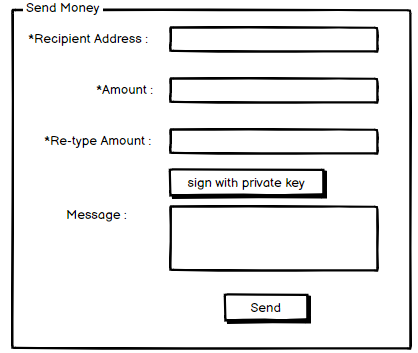 Send Money
*Recipient Address :
*Amount :
*Re-type Amount :
sign with private key
Message :
Send